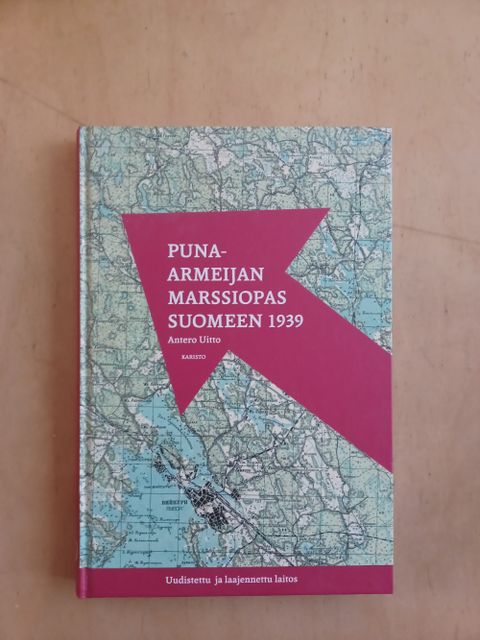 PUNA-
ARMEIJAN
MARSSIOPAS
SUOMEEN 1939
Antero Uitto
KARISTO
Uudistettu ja laajennettu laitos